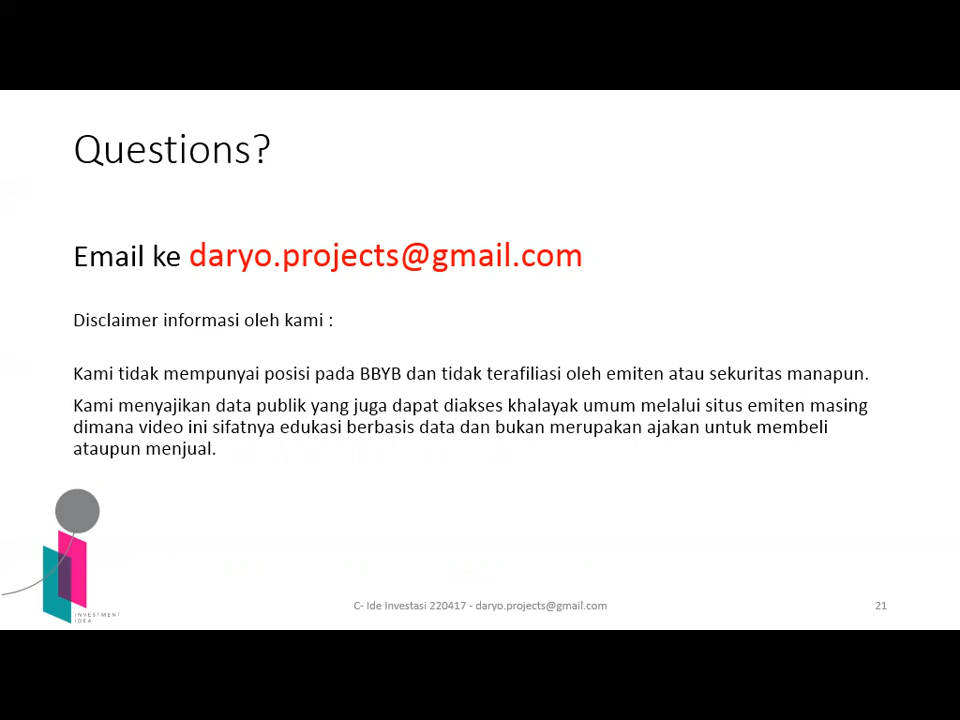 Questions?
Email ke daryo.projects@gmail.com
Disclaimer informasi oleh kami :
Kami tidak mempunyai posisi pada BBYB dan tidak terafiliasi oleh emiten atau sekuritas manapun.
Kami menyajikan data publik yang juga dapat diakses khalayak umum melalui situs emiten masing
dimana video ini sifatnya edukasi berbasis data dan bukan merupakan ajakan untuk membeli
ataupun menjual.
INVESTMENT
IDEA
C- Ide Investasi 220417 - daryo.projects@gmail.com
21